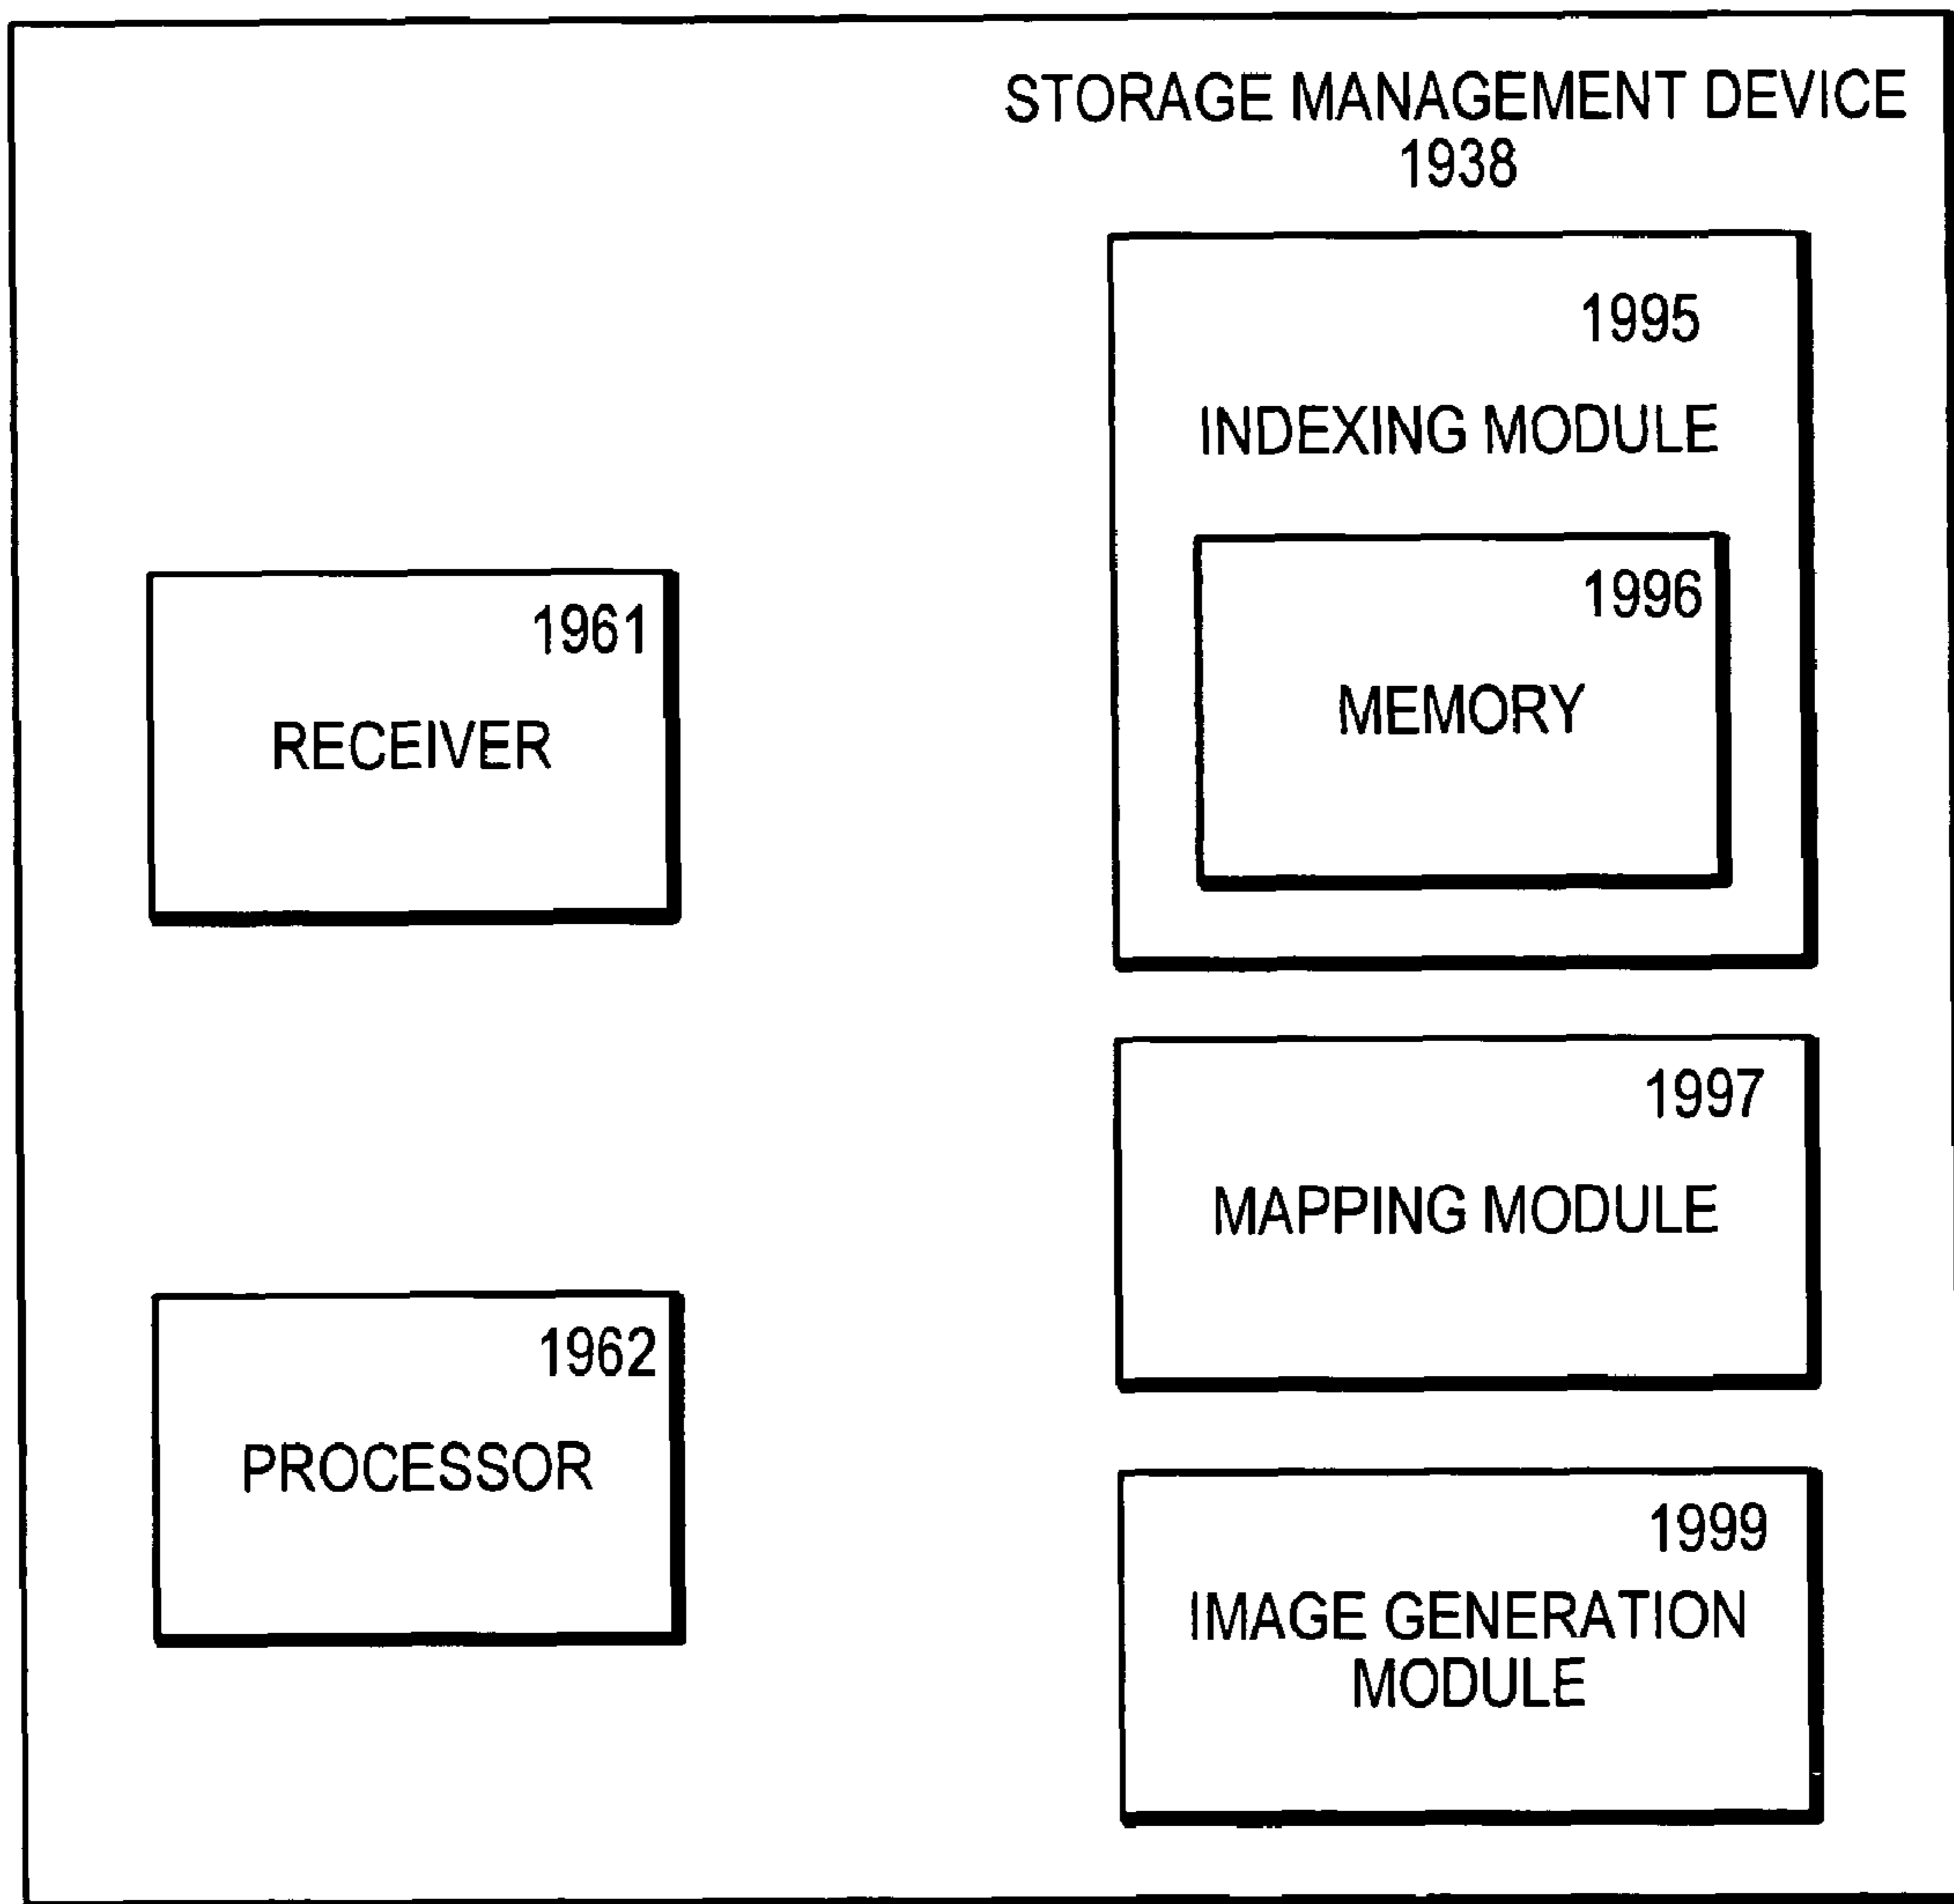 STORAGE MANAGEMENT DEVICE
1938
1995
INDEXING MODULE
1996
MEMORY
1961
RECEIVER
1997
MAPPING MODULE
1962
PROCESSOR
1999
IMAGE GENERATION
MODULE